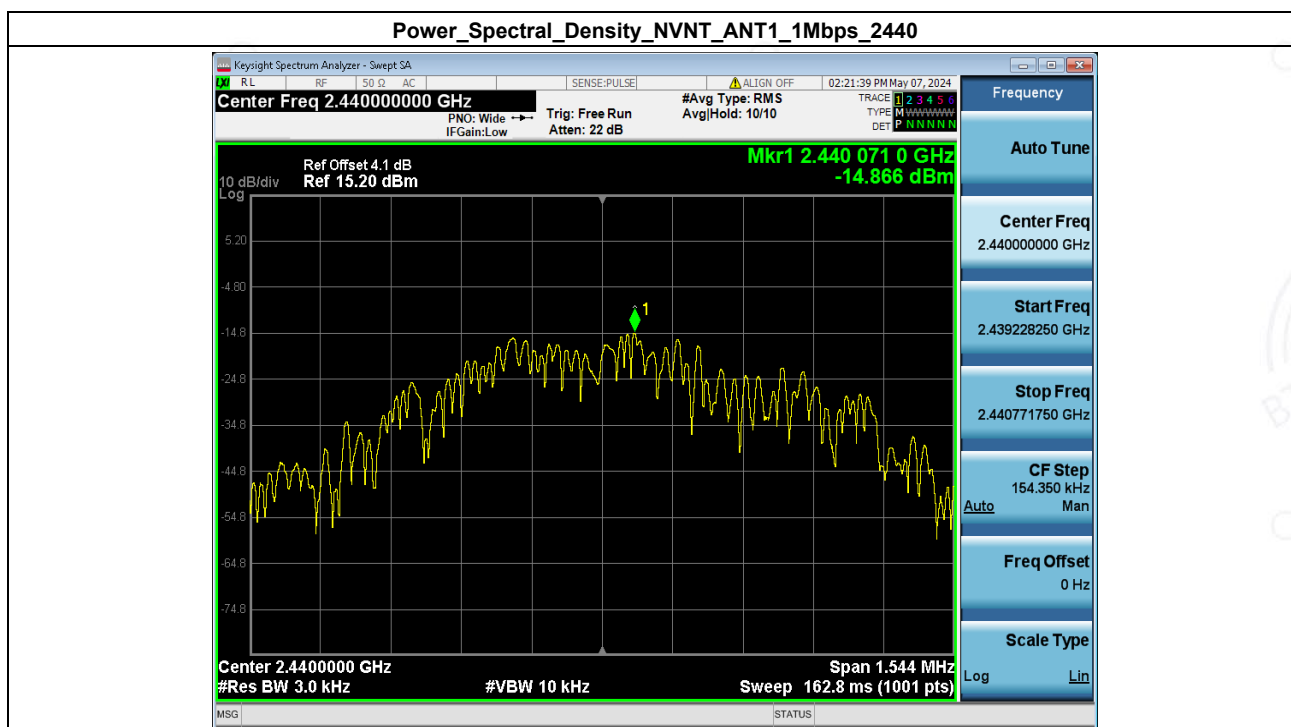 Power_Spectral_Density_NVNT_ANT1_1Mbps_2440
Keysight Spectrum Analyzer - Swept SA
LXI RL RF 50 Ω AC SENSE:PULSE ALIGN OFF 02:21:39 PM May 07, 2024
Center Freq 2.440000000 GHz
PNO: Wide
IFGain:Low
Trig: Free Run
Atten: 22 dB
#Avg Type: RMS
Avg|Hold: 10/10
TRACE 1 2 3 4 5 6
TYPE M WWWWW
DET P N N N N N
Mkr1 2.440 071 0 GHz
-14.866 dBm
Ref Offset 4.1 dB
10 dB/div Ref 15.20 dBm
Log
5.20
-4.80
-14.8
-24.8
-34.8
-44.8
-54.8
-64.8
-74.8
1
Center 2.4400000 GHz Span 1.544 MHz
#Res BW 3.0 kHz #VBW 10 kHz Sweep 162.8 ms (1001 pts)
MSG STATUS
Frequency
Auto Tune
Center Freq
2.440000000 GHz
Start Freq
2.439228250 GHz
Stop Freq
2.440771750 GHz
CF Step
154.350 kHz
Auto Man
Freq Offset
0 Hz
Scale Type
Log Lin